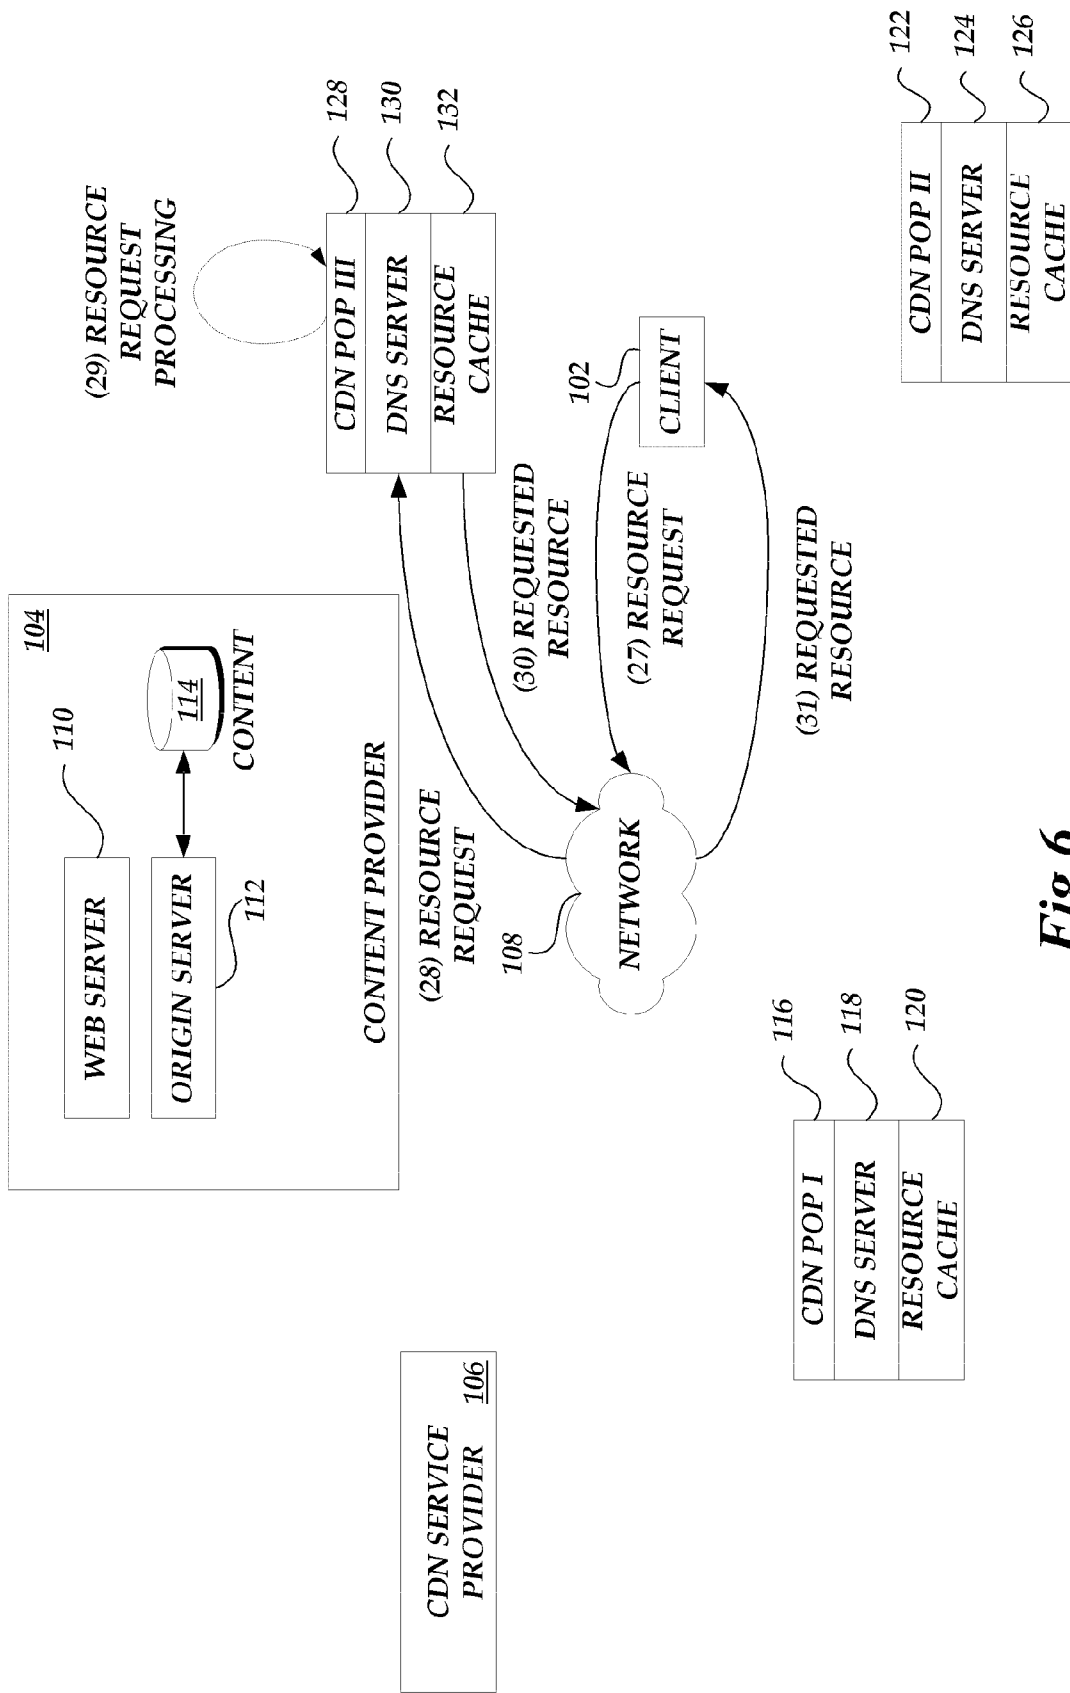 104
WEB SERVER
110
ORIGIN SERVER
112
114
CONTENT
CONTENT PROVIDER
(29) RESOURCE
REQUEST
PROCESSING
CDN POP III
128
DNS SERVER
130
RESOURCE
CACHE
132
CDN SERVICE
PROVIDER
106
(28) RESOURCE
REQUEST
(30) REQUESTED
RESOURCE
108
NETWORK
102
CLIENT
(27) RESOURCE
REQUEST
(31) REQUESTED
RESOURCE
CDN POP I
116
DNS SERVER
118
RESOURCE
CACHE
120
CDN POP II
122
DNS SERVER
124
RESOURCE
CACHE
126
Fig.6